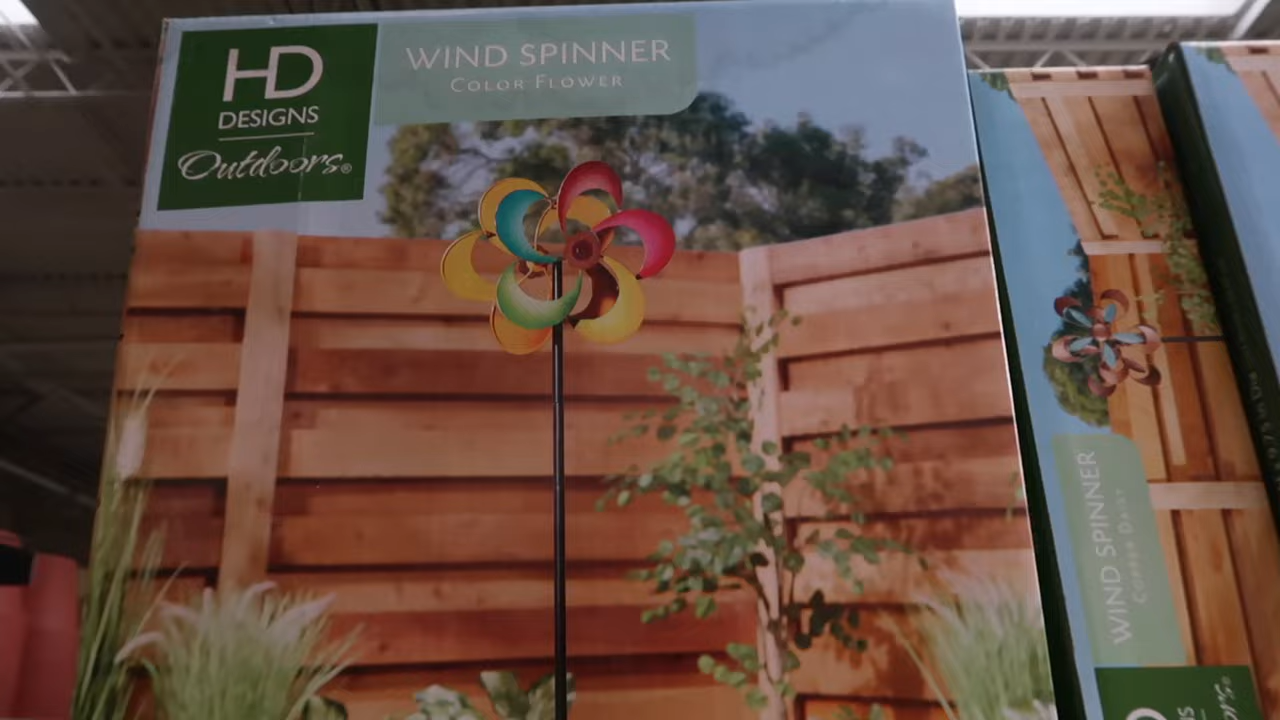 HD
DESIGNS
Outdoors®
WIND SPINNER
COLOR FLOWER
WIND SPINNER
COPPER DAISY